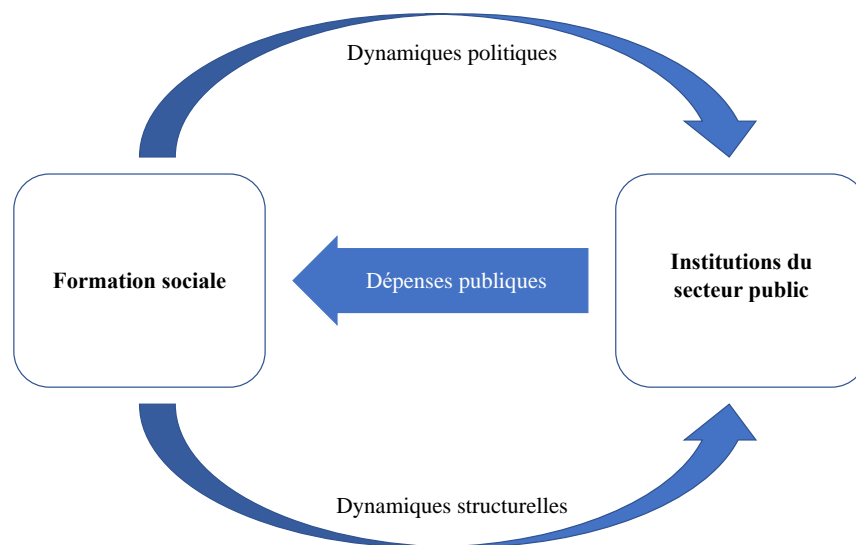 Dynamiques politiques
Formation sociale
Dépenses publiques
Institutions du
secteur public
Dynamiques structurelles